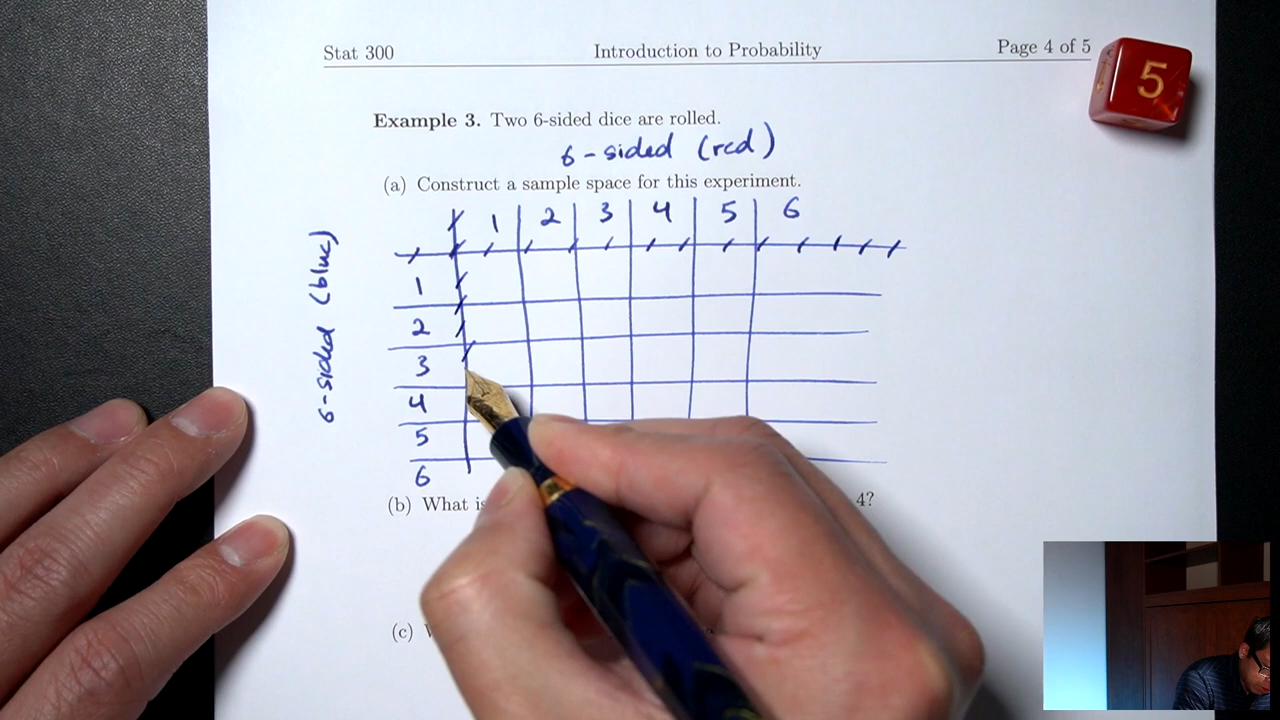 Stat 300 Introduction to Probability Page 4 of 5
5
Example 3. Two 6-sided dice are rolled.
6-sided (red)
(a) Construct a sample space for this experiment.
1 2 3 4 5 6
6-sided (blue)
1
2
3
4
5
6
(b) What is 4?
(c)